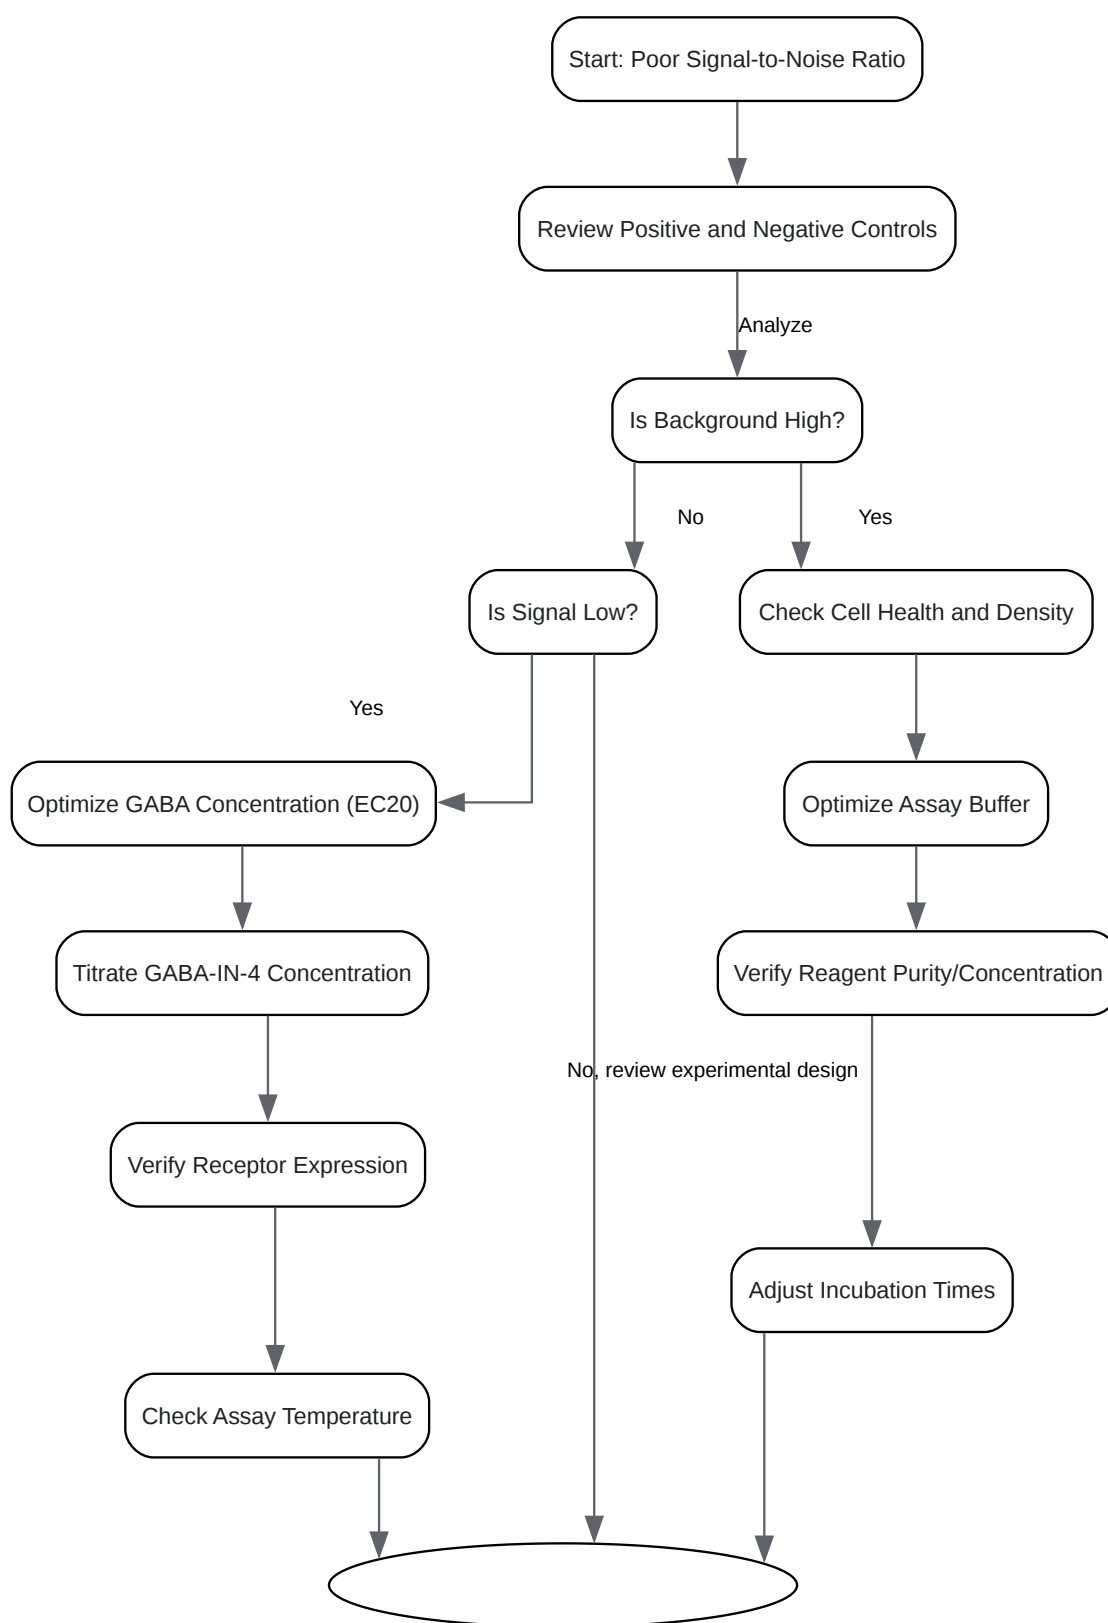 Start: Poor Signal-to-Noise Ratio
Review Positive and Negative Controls
Analyze
Is Background High?
No
Yes
Is Signal Low?
Check Cell Health and Density
Yes
Optimize GABA Concentration (EC20)
Optimize Assay Buffer
Titrate GABA-IN-4 Concentration
Verify Reagent Purity/Concentration
No, review experimental design
Verify Receptor Expression
Adjust Incubation Times
Check Assay Temperature